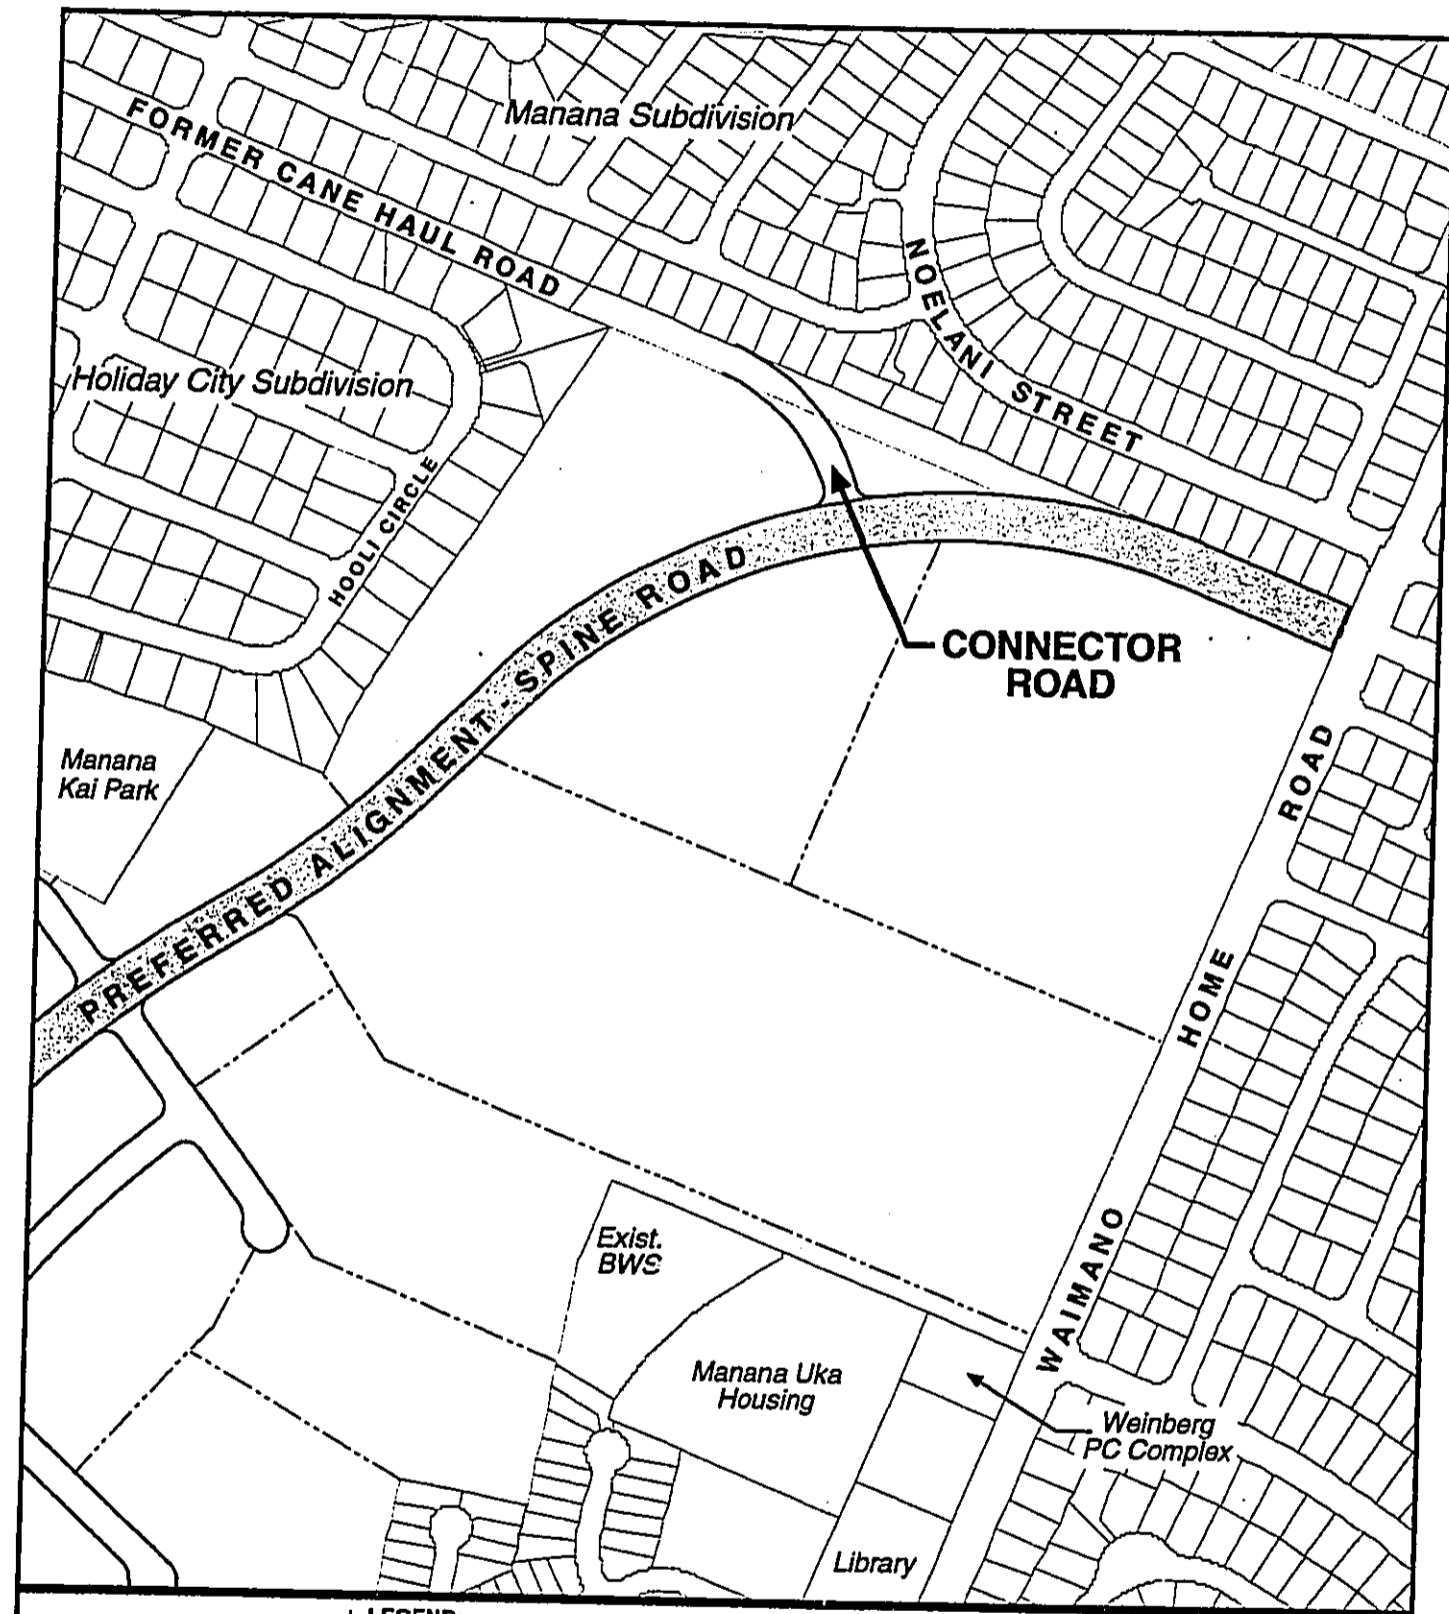 Manana Subdivision
FORMER CANE HAUL ROAD
NOELANI STREET
Holiday City Subdivision
HOOLI CIRCLE
PREFERRED ALIGNMENT - SPINE ROAD
CONNECTOR
ROAD
Manana
Kai Park
WAIMANO HOME ROAD
Exist.
BWS
Manana Uka
Housing
Weinberg
PC Complex
Library
LEGEND